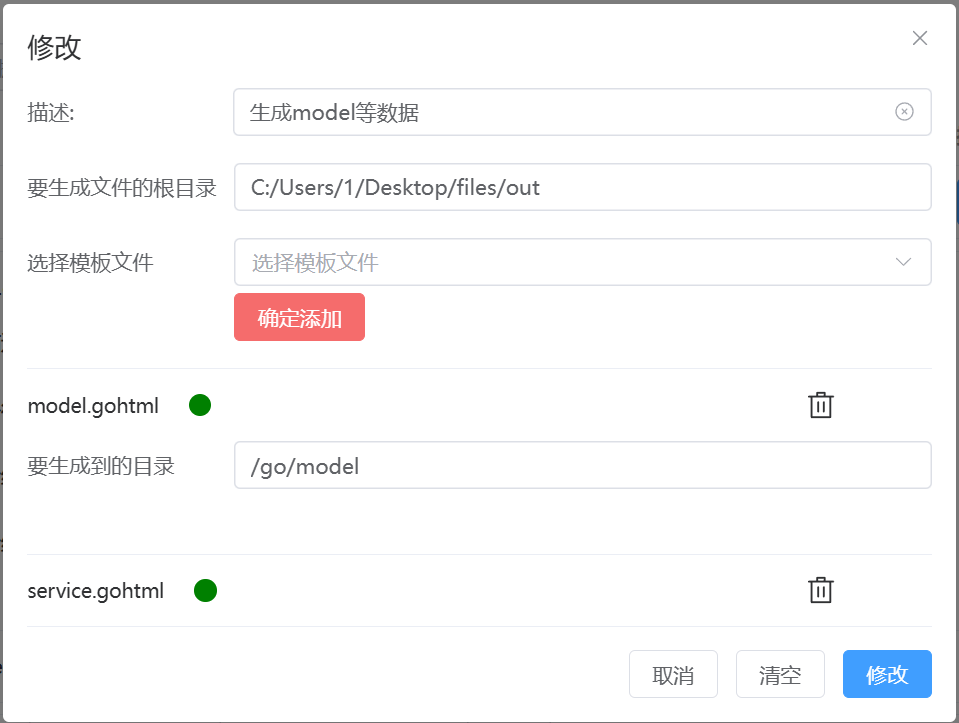 修改
描述: 生成model等数据
要生成文件的根目录 C:/Users/1/Desktop/files/out
选择模板文件 选择模板文件
确定添加
model.gohtml
要生成到的目录 /go/model
service.gohtml
取消 清空 修改